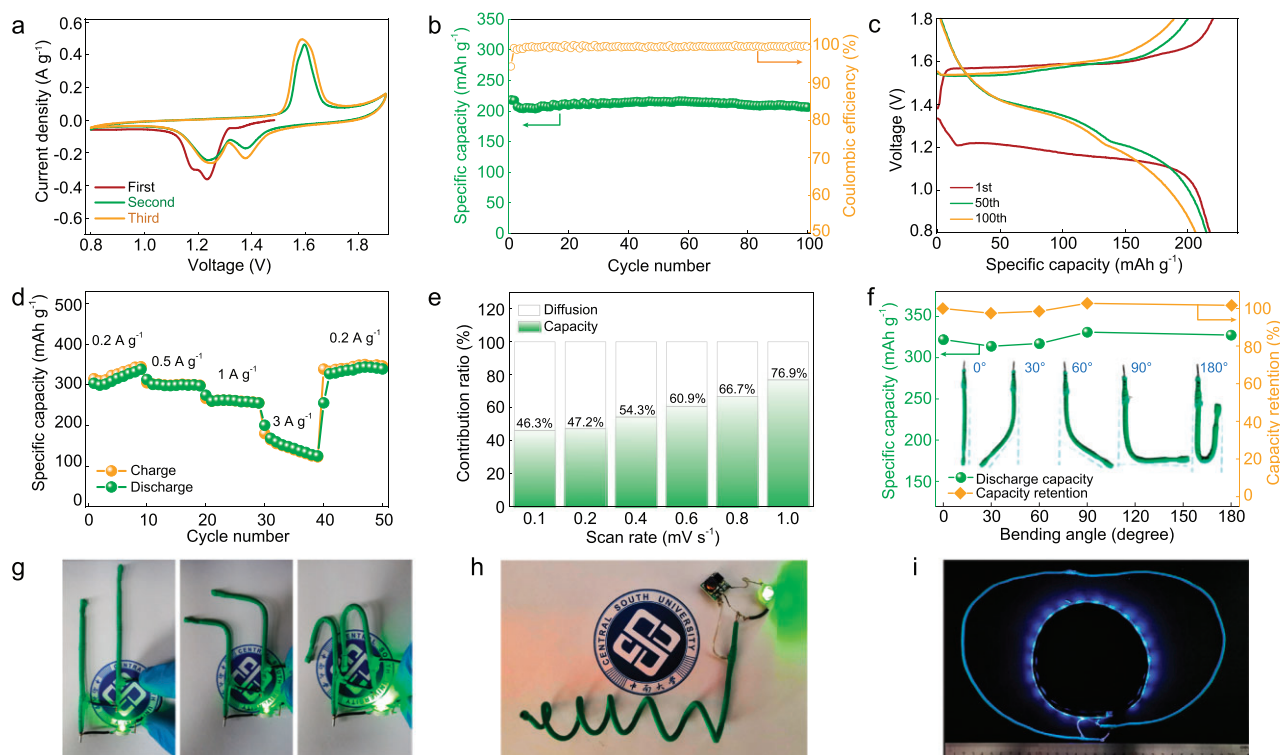 a
Current density (A g⁻¹)
0.6
0.4
0.2
0.0
-0.2
-0.4
-0.6
First
Second
Third
0.8
1.0
1.2
1.4
1.6
1.8
Voltage (V)
b
Specific capacity (mAh g⁻¹)
350
300
250
200
150
100
50
0
100
90
80
70
60
50
Coulombic efficiency (%)
0
20
40
60
80
100
Cycle number
c
Voltage (V)
1.8
1.6
1.4
1.2
1.0
0.8
1st
50th
100th
0
50
100
150
200
Specific capacity (mAh g⁻¹)
d
Specific capacity (mAh g⁻¹)
500
400
300
200
100
0
0.2 A g⁻¹
0.5 A g⁻¹
1 A g⁻¹
3 A g⁻¹
0.2 A g⁻¹
Charge
Discharge
0
10
20
30
40
50
Cycle number
e
Contribution ratio (%)
120
80
60
40
20
0
Diffusion
Capacity
46.3%
47.2%
54.3%
60.9%
66.7%
76.9%
0.1
0.2
0.4
0.6
0.8
1.0
Scan rate (mV s⁻¹)
f
Specific capacity (mAh g⁻¹)
350
300
250
200
150
100
80
60
40
20
0
Capacity retention (%)
0°
30°
60°
90°
180°
Discharge capacity
Capacity retention
0
30
60
90
120
150
180
Bending angle (degree)
g
h
CENTRAL SOUTH UNIVERSITY
中南大学
i